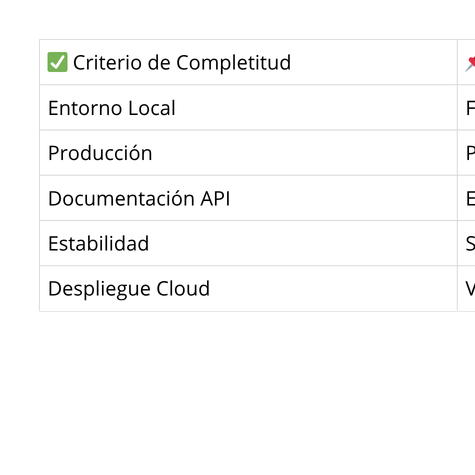 ✅ Criterio de Completitud 📌
Entorno Local F
Producción P
Documentación API E
Estabilidad S
Despliegue Cloud V